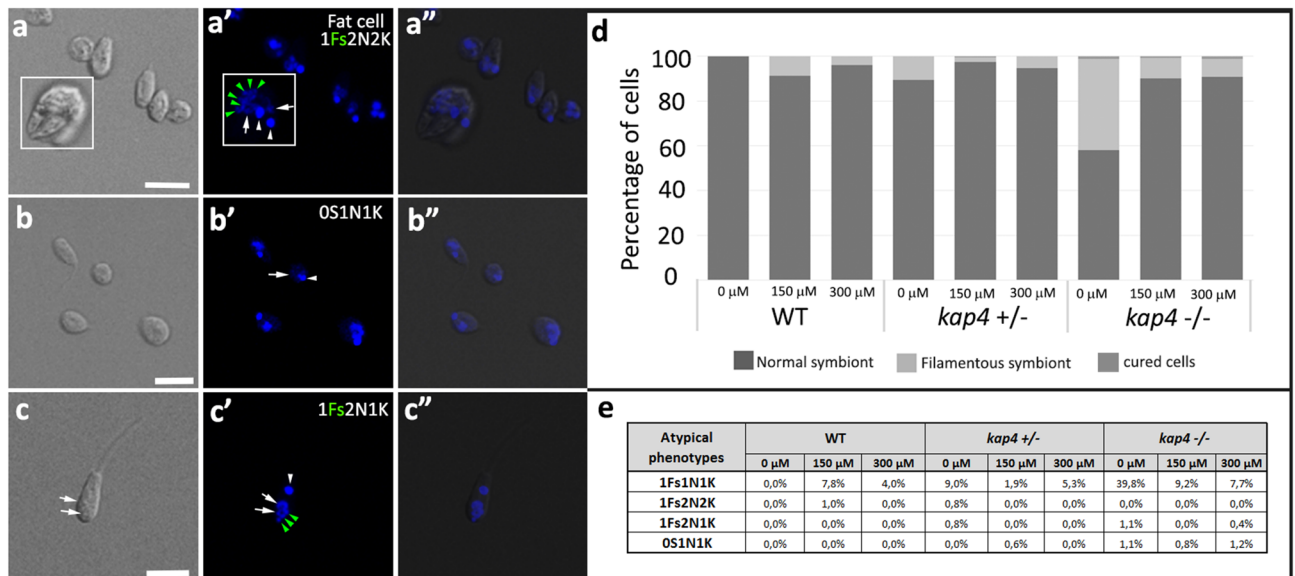 a
a'
Fat cell
1Fs2N2K
a"
b
b'
0S1N1K
b"
c
c'
1Fs2N1K
c"
d
Percentage of cells
100
80
60
40
20
0
0 µM 150 µM 300 µM 0 µM 150 µM 300 µM 0 µM 150 µM 300 µM
WT kap4 +/- kap4 -/-
Normal symbiont Filamentous symbiont cured cells
e
Atypical phenotypes WT kap4 +/- kap4 -/-
0 µM 150 µM 300 µM 0 µM 150 µM 300 µM 0 µM 150 µM 300 µM
1Fs1N1K 0,0% 7,8% 4,0% 9,0% 1,9% 5,3% 39,8% 9,2% 7,7%
1Fs2N2K 0,0% 1,0% 0,0% 0,8% 0,0% 0,0% 0,0% 0,0% 0,0%
1Fs2N1K 0,0% 0,0% 0,0% 0,8% 0,0% 0,0% 1,1% 0,0% 0,4%
0S1N1K 0,0% 0,0% 0,0% 0,0% 0,6% 0,0% 1,1% 0,8% 1,2%